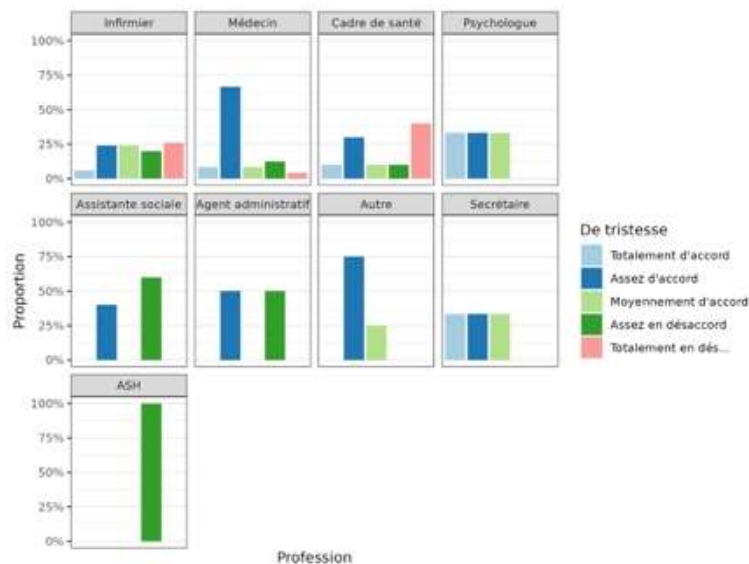 Infirmier Médecin Cadre de santé Psychologue
100%
75%
50%
25%
0%
Assistante sociale Agent administratif Autre Secrétaire
100%
75%
50%
25%
0%
ASH
100%
75%
50%
25%
0%
Proportion
Profession
De tristesse
Totalement d'accord
Assez d'accord
Moyennement d'accord
Assez en désaccord
Totalement en dés...